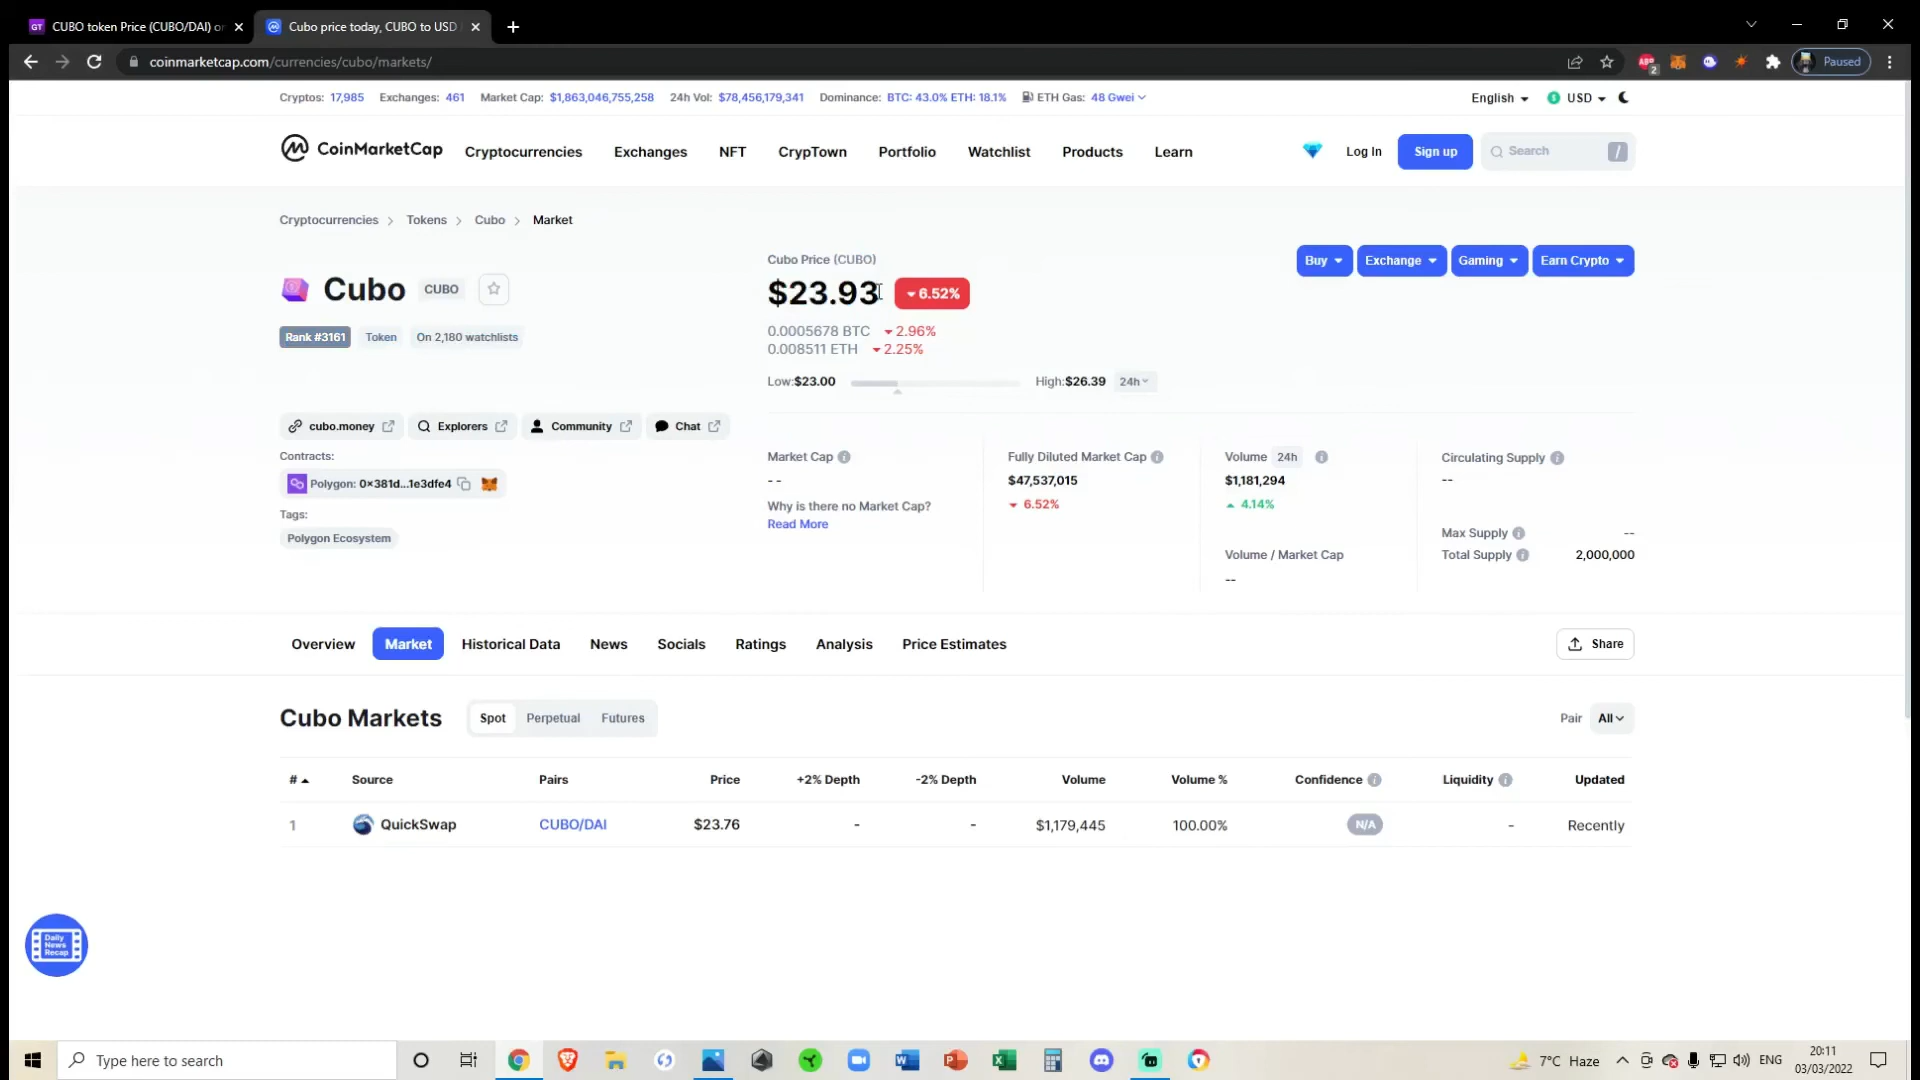 GT CUBO token Price (CUBO/DAI) or
Cubo price today, CUBO to USD
coinmarketcap.com/currencies/cubo/markets/
ABP 2
Paused
Cryptos: 17,985 Exchanges: 461 Market Cap: $1,863,046,755,258 24h Vol: $78,456,179,341 Dominance: BTC: 43.0% ETH: 18.1% ETH Gas: 48 Gwei
English USD
CoinMarketCap Cryptocurrencies Exchanges NFT CrypTown Portfolio Watchlist Products Learn Log In Sign up Search /
Cryptocurrencies Tokens Cubo Market
Cubo Price (CUBO)
Buy Exchange Gaming Earn Crypto
Cubo CUBO
$23.93 6.52%
Rank #3161 Token On 2,180 watchlists
0.0005678 BTC 2.96%
0.008511 ETH 2.25%
Low:$23.00 High:$26.39 24h
cubo.money Explorers Community Chat
Contracts:
Polygon: 0x381d...1e3dfe4
Tags:
Polygon Ecosystem
Market Cap
- -
Why is there no Market Cap?
Read More
Fully Diluted Market Cap
$47,537,015
6.52%
Volume 24h
$1,181,294
4.14%
Volume / Market Cap
--
Circulating Supply
--
Max Supply --
Total Supply 2,000,000
Overview Market Historical Data News Socials Ratings Analysis Price Estimates Share
Cubo Markets Spot Perpetual Futures Pair All
# Source Pairs Price +2% Depth -2% Depth Volume Volume % Confidence Liquidity Updated
1 QuickSwap CUBO/DAI $23.76 - - $1,179,445 100.00% N/A - Recently
Daily
News
Recap
Type here to search
7°C Haze ENG
20:11
03/03/2022